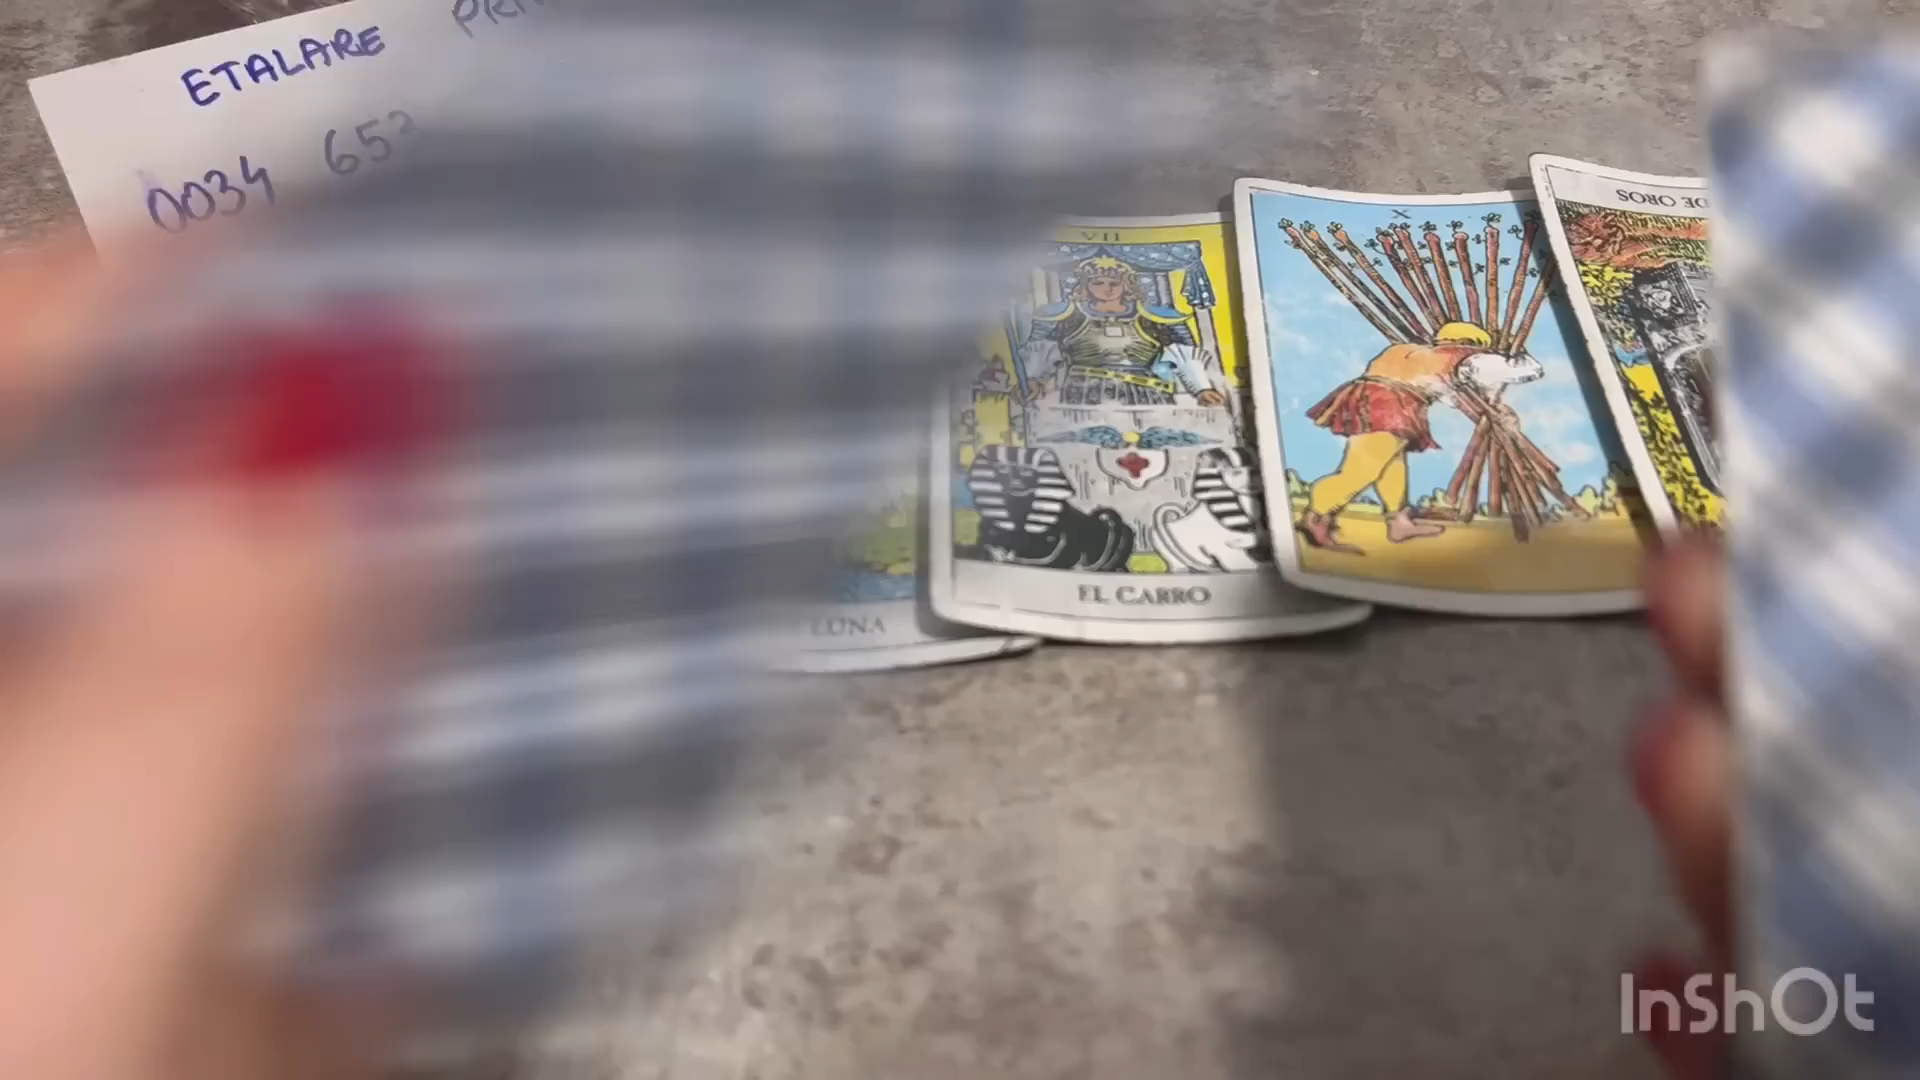 ETALARE
0034 65
VII
X
DE OROS
LUNA
EL CARRO
InShOt